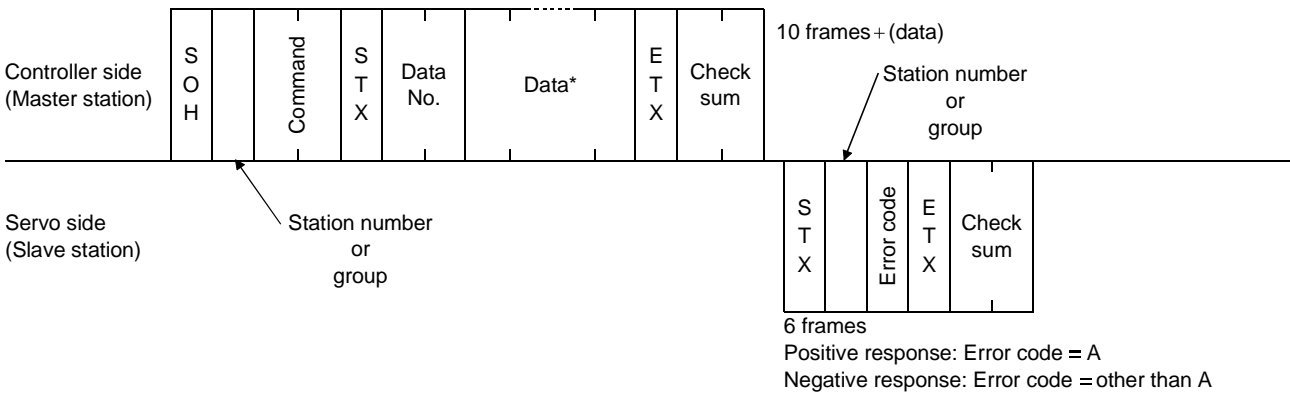 10 frames+(data)
Controller side
(Master station)
S
O
H
Command
S
T
X
Data
No.
Data*
E
T
X
Check
sum
Station number
or
group
Servo side
(Slave station)
Station number
or
group
S
T
X
Error code
E
T
X
Check
sum
6 frames
Positive response: Error code = A
Negative response: Error code = other than A